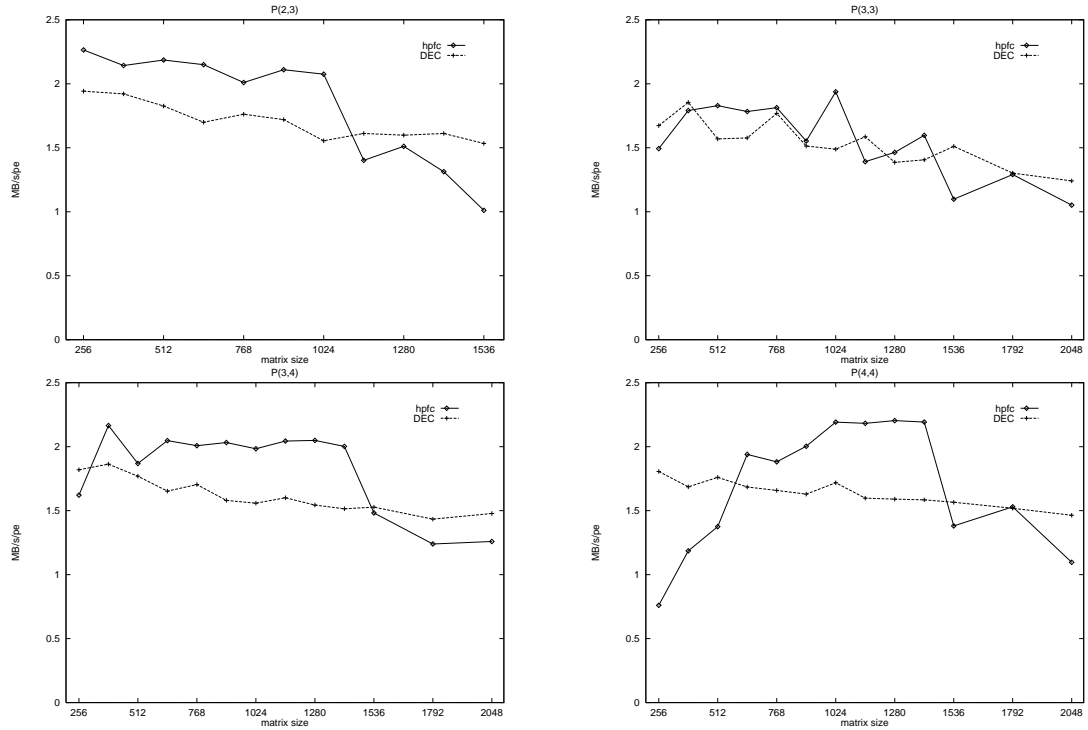 P(2,3)
2.5
2
1.5
1
0.5
0
MB/s/pe
hpfc
DEC
256 512 768 1024 1280 1536
matrix size
P(3,3)
2.5
2
1.5
1
0.5
0
MB/s/pe
hpfc
DEC
256 512 768 1024 1280 1536 1792 2048
matrix size
P(3,4)
2.5
2
1.5
1
0.5
0
MB/s/pe
hpfc
DEC
256 512 768 1024 1280 1536 1792 2048
matrix size
P(4,4)
2.5
2
1.5
1
0.5
0
MB/s/pe
hpfc
DEC
256 512 768 1024 1280 1536 1792 2048
matrix size